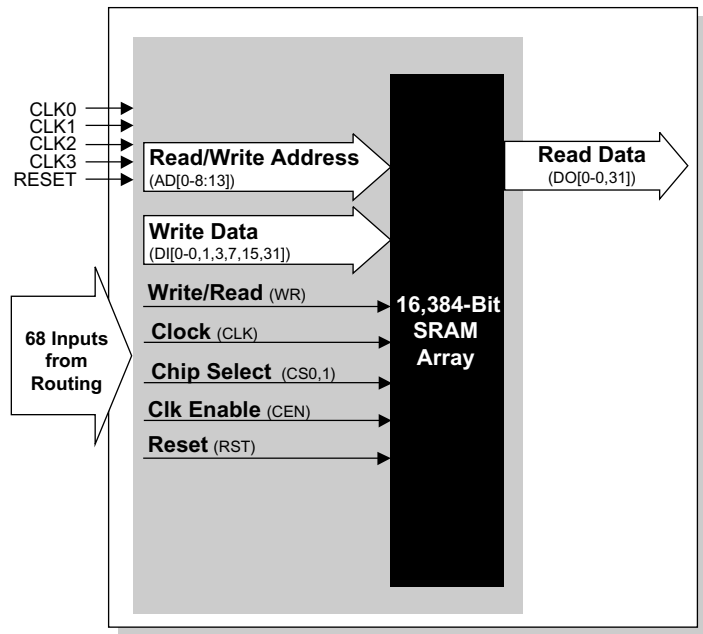 CLK0
CLK1
CLK2
CLK3
RESET
Read/Write Address
(AD[0-8:13])
Read Data
(DO[0-0,31])
Write Data
(DI[0-0,1,3,7,15,31])
Write/Read (WR)
16,384-Bit
SRAM
Array
Clock (CLK)
Chip Select (CS0,1)
Clk Enable (CEN)
Reset (RST)
68 Inputs
from
Routing